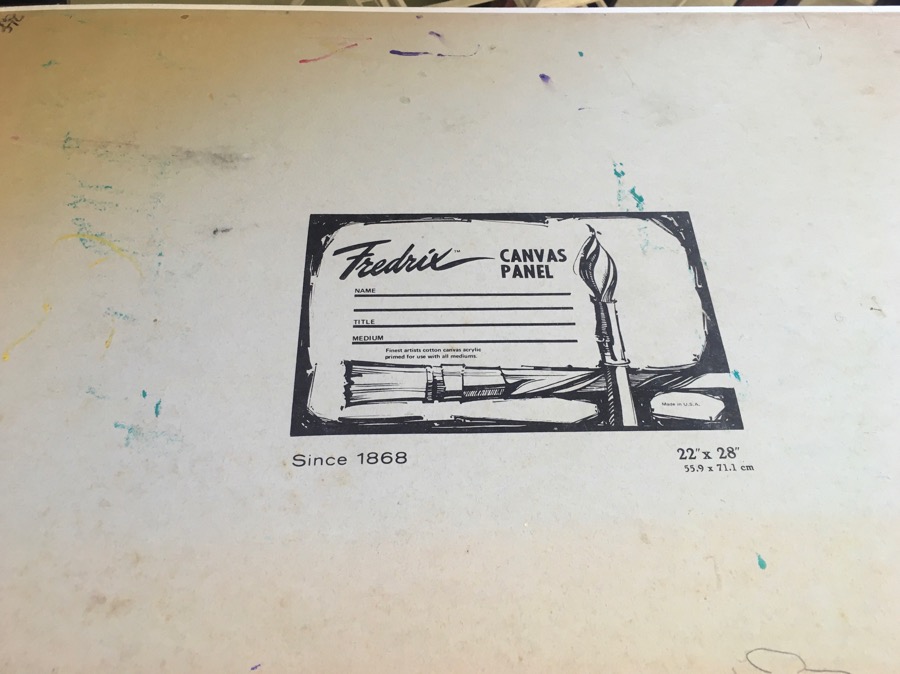 Fredrix™ CANVAS
PANEL
NAME
TITLE
MEDIUM
Finest artists cotton canvas acrylic
primed for use with all mediums.
Made in U.S.A.
Since 1868
22" x 28"
55.9 x 71.1 cm